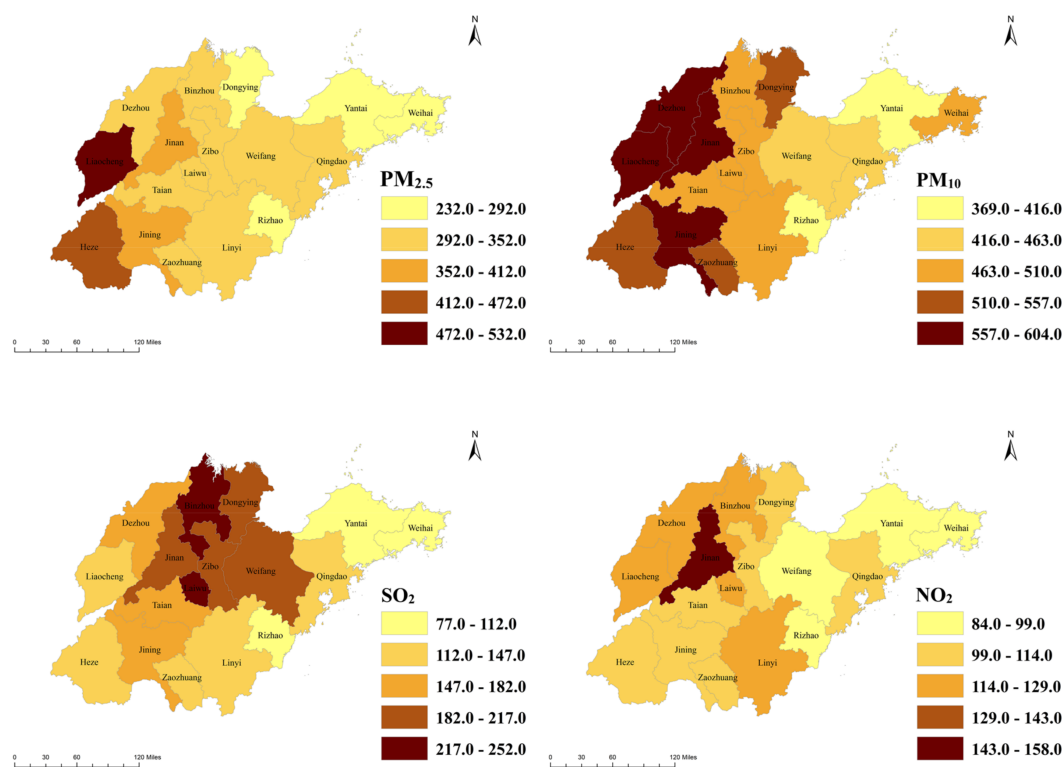 N
Dezhou
Binzhou
Dongying
Yantai
Weihai
Jinan
Zibo
Liaocheng
Weifang
Qingdao
Laiwu
Taian
Rizhao
Heze
Jining
Linyi
Zaozhuang
PM2.5
232.0 - 292.0
292.0 - 352.0
352.0 - 412.0
412.0 - 472.0
472.0 - 532.0
0 30 60 120 Miles
N
Dezhou
Binzhou
Dongying
Yantai
Weihai
Jinan
Zibo
Liaocheng
Weifang
Qingdao
Laiwu
Taian
Rizhao
Heze
Jining
Linyi
Zaozhuang
PM10
369.0 - 416.0
416.0 - 463.0
463.0 - 510.0
510.0 - 557.0
557.0 - 604.0
0 30 60 120 Miles
N
Binzhou
Dongying
Dezhou
Yantai
Weihai
Jinan
Zibo
Weifang
Liaocheng
Qingdao
Laiwu
Taian
Rizhao
Heze
Jining
Linyi
Zaozhuang
SO2
77.0 - 112.0
112.0 - 147.0
147.0 - 182.0
182.0 - 217.0
217.0 - 252.0
0 30 60 120 Miles
N
Dezhou
Binzhou
Dongying
Yantai
Weihai
Jinan
Zibo
Weifang
Liaocheng
Qingdao
Laiwu
Taian
Rizhao
Heze
Jining
Linyi
Zaozhuang
NO2
84.0 - 99.0
99.0 - 114.0
114.0 - 129.0
129.0 - 143.0
143.0 - 158.0
0 30 60 120 Miles